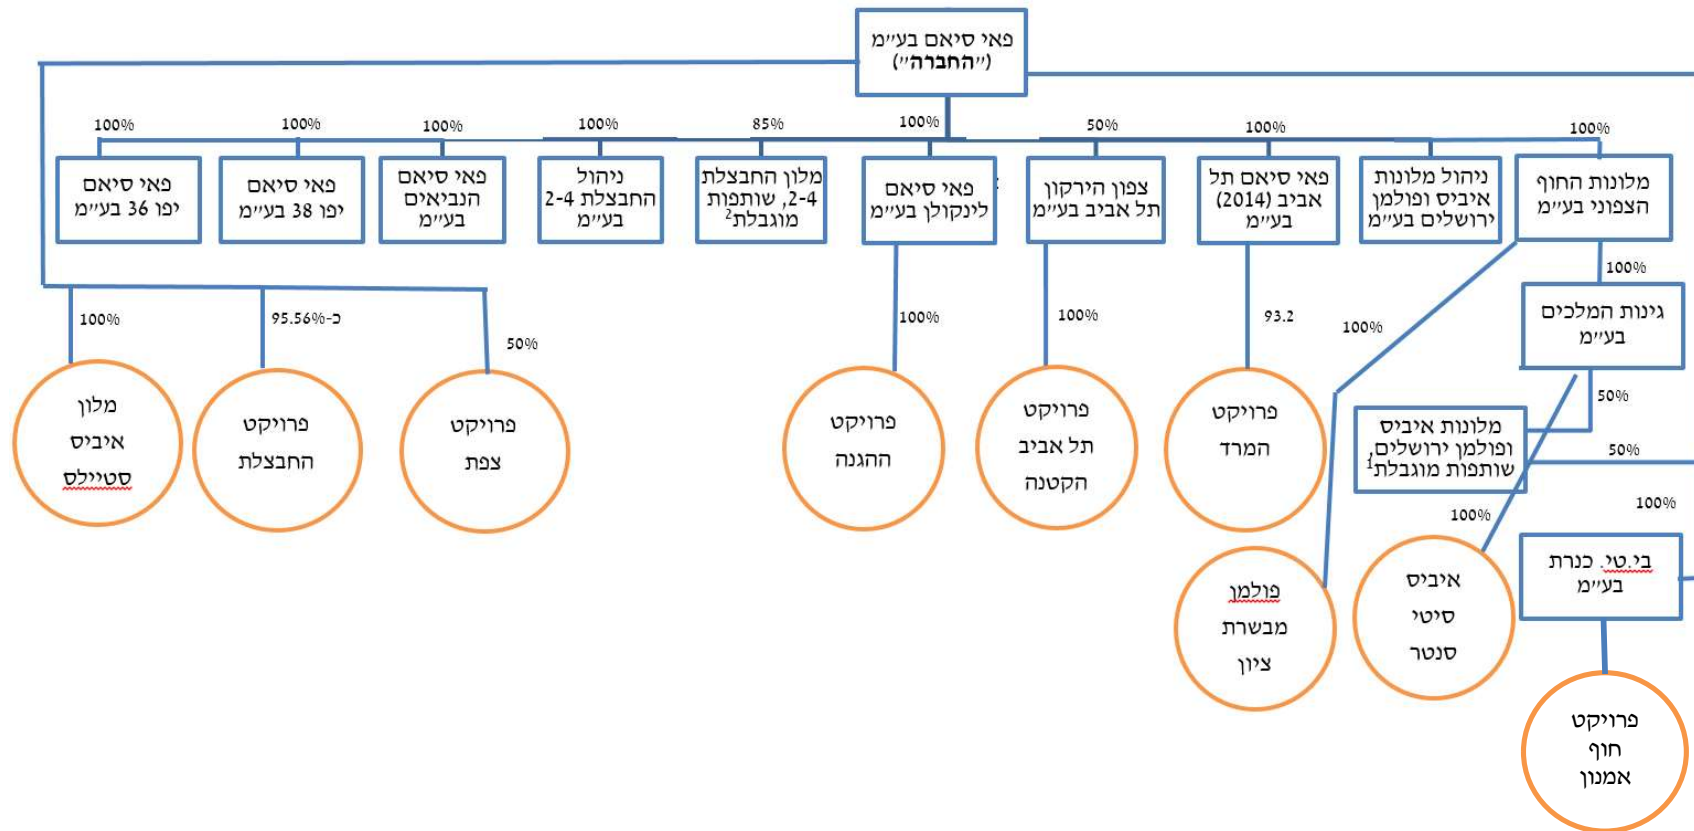 פאי סיאם בע״מ
(״החברה״)
100%
85%
100%
100%
100%
100%
50%
100%
100%
מלונות החוף
הצפוני בע״מ
ניהול מלונות
איביס ופולמן
ירושלים בע״מ
פאי סיאם תל
אביב (2014)
בע״מ
צפון הירקון
תל אביב בע״מ
פאי סיאם
לינקולן בע״מ
מלון החבצלת
2-4, שותפות
מוגבלת2
ניהול
החבצלת 2-4
בע״מ
פאי סיאם
הנביאים
בע״מ
פאי סיאם
יפו 38 בע״מ
פאי סיאם
יפו 36 בע״מ
100%
גינות המלכים
בע״מ
100%
93.2
100%
100%
50%
כ-95.56%
100%
50%
מלונות איביס
ופולמן ירושלים,
שותפות מוגבלת1
50%
100%
100%
פרויקט
המרד
פרויקט
תל אביב
הקטנה
פרויקט
ההגנה
פרויקט
צפת
פרויקט
החבצלת
מלון
איביס
סטיילס
בי.טי. כנרת
בע״מ
איביס
סיטי
סנטר
פולמן
מבשרת
ציון
פרויקט
חוף
אמנון